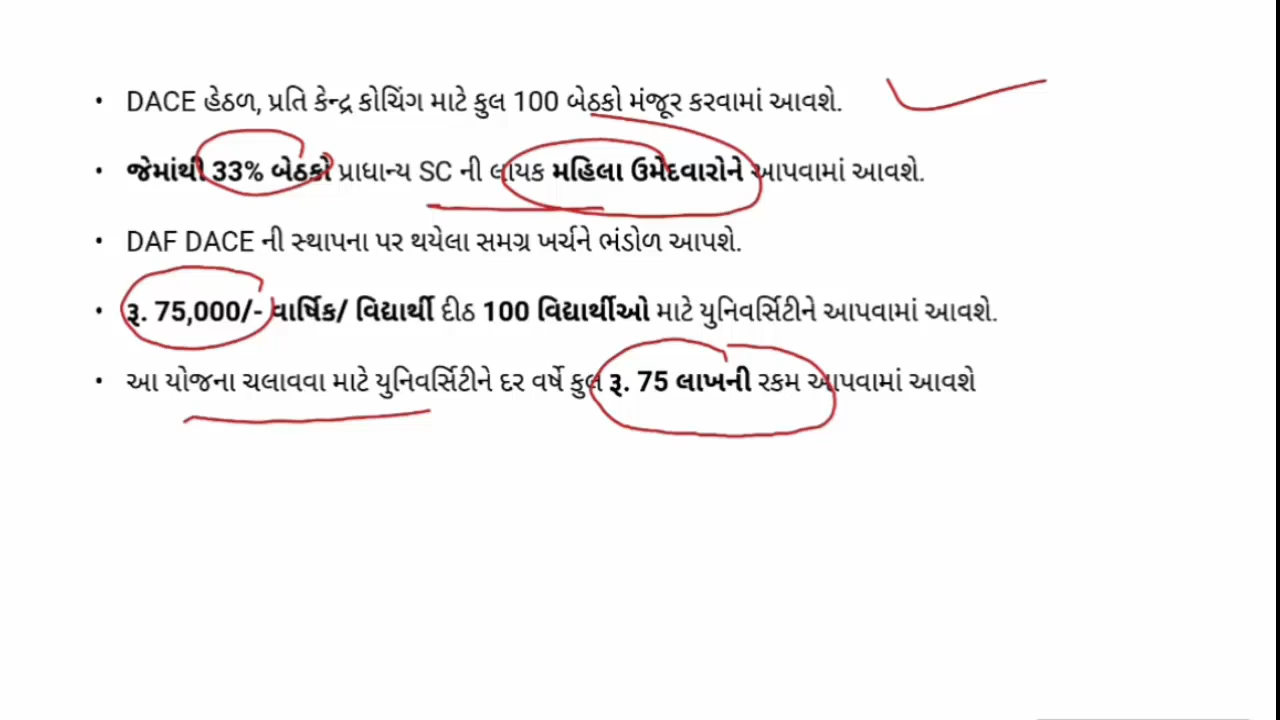 • DACE હેઠળ, પ્રતિ કેન્દ્ર કોચિંગ માટે કુલ 100 બેઠકો મંજૂર કરવામાં આવશે.
• જેમાંથી 33% બેઠકો પ્રાધાન્ય SC ની લાયક મહિલા ઉમેદવારોને આપવામાં આવશે.
• DAF DACE ની સ્થાપના પર થયેલા સમગ્ર ખર્ચને ભંડોળ આપશે.
• રૂ. 75,000/- વાર્ષિક/ વિદ્યાર્થી દીઠ 100 વિદ્યાર્થીઓ માટે યુનિવર્સિટીને આપવામાં આવશે.
• આ યોજના ચલાવવા માટે યુનિવર્સિટીને દર વર્ષે કુલ રૂ. 75 લાખની રકમ આપવામાં આવશે